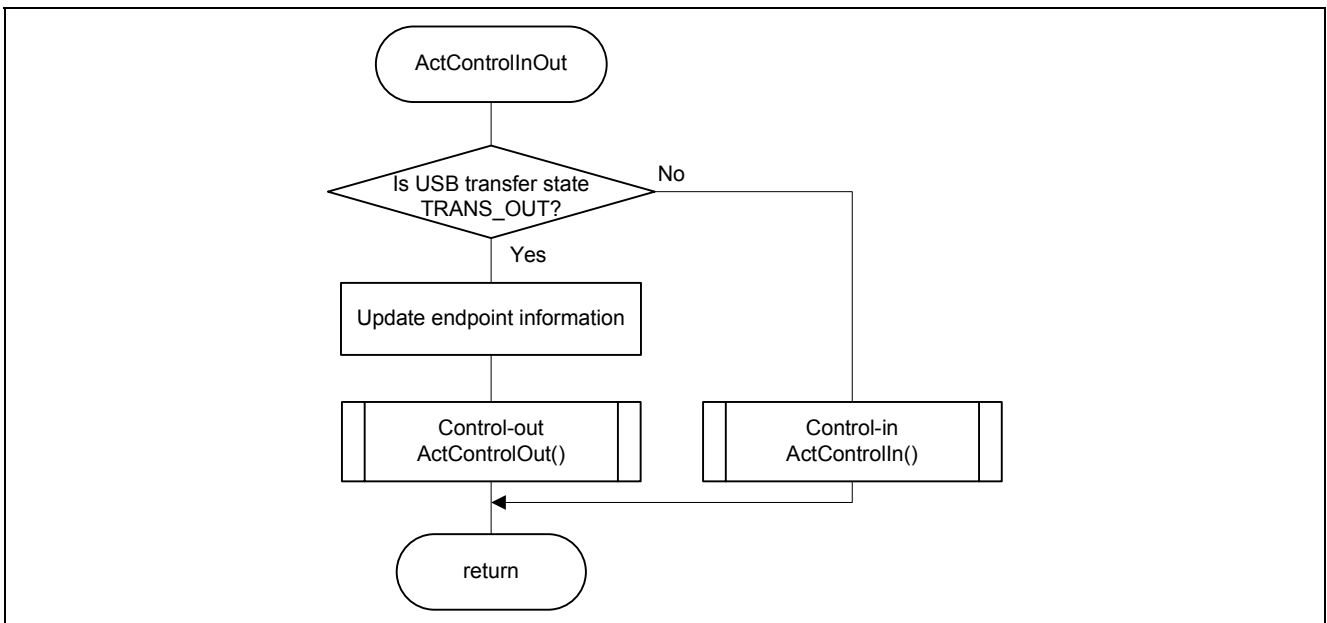 ActControlInOut
Is USB transfer state
TRANS_OUT?
No
Yes
Update endpoint information
Control-out
ActControlOut()
Control-in
ActControlIn()
return